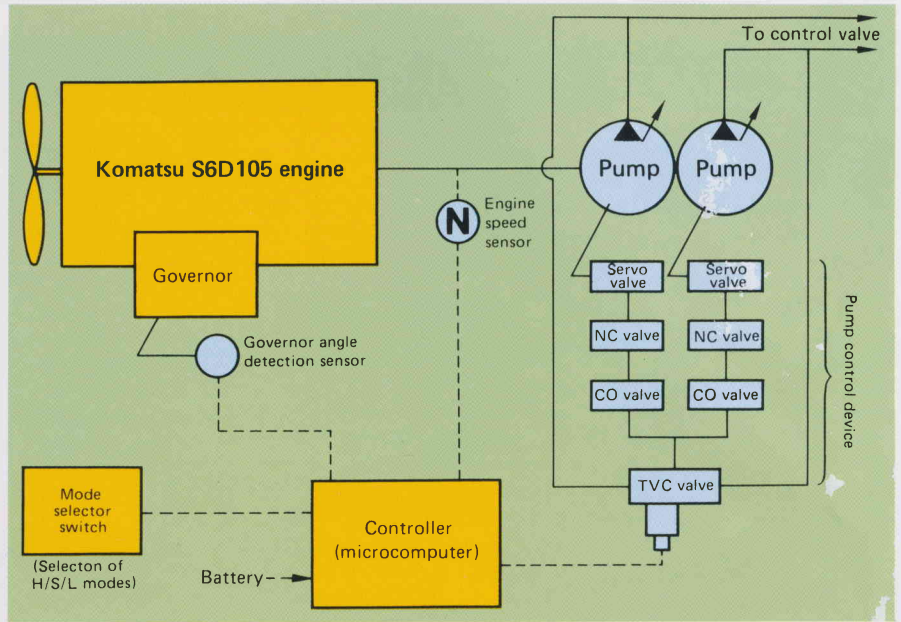 To control valve
Komatsu S6D105 engine
Pump
Pump
N
Engine
speed
sensor
Governor
Servo
valve
Servo
valve
Governor angle
detection sensor
NC valve
NC valve
CO valve
CO valve
Pump control device
TVC valve
Mode
selector
switch
Controller
(microcomputer)
(Selecton of
H/S/L modes)
Battery